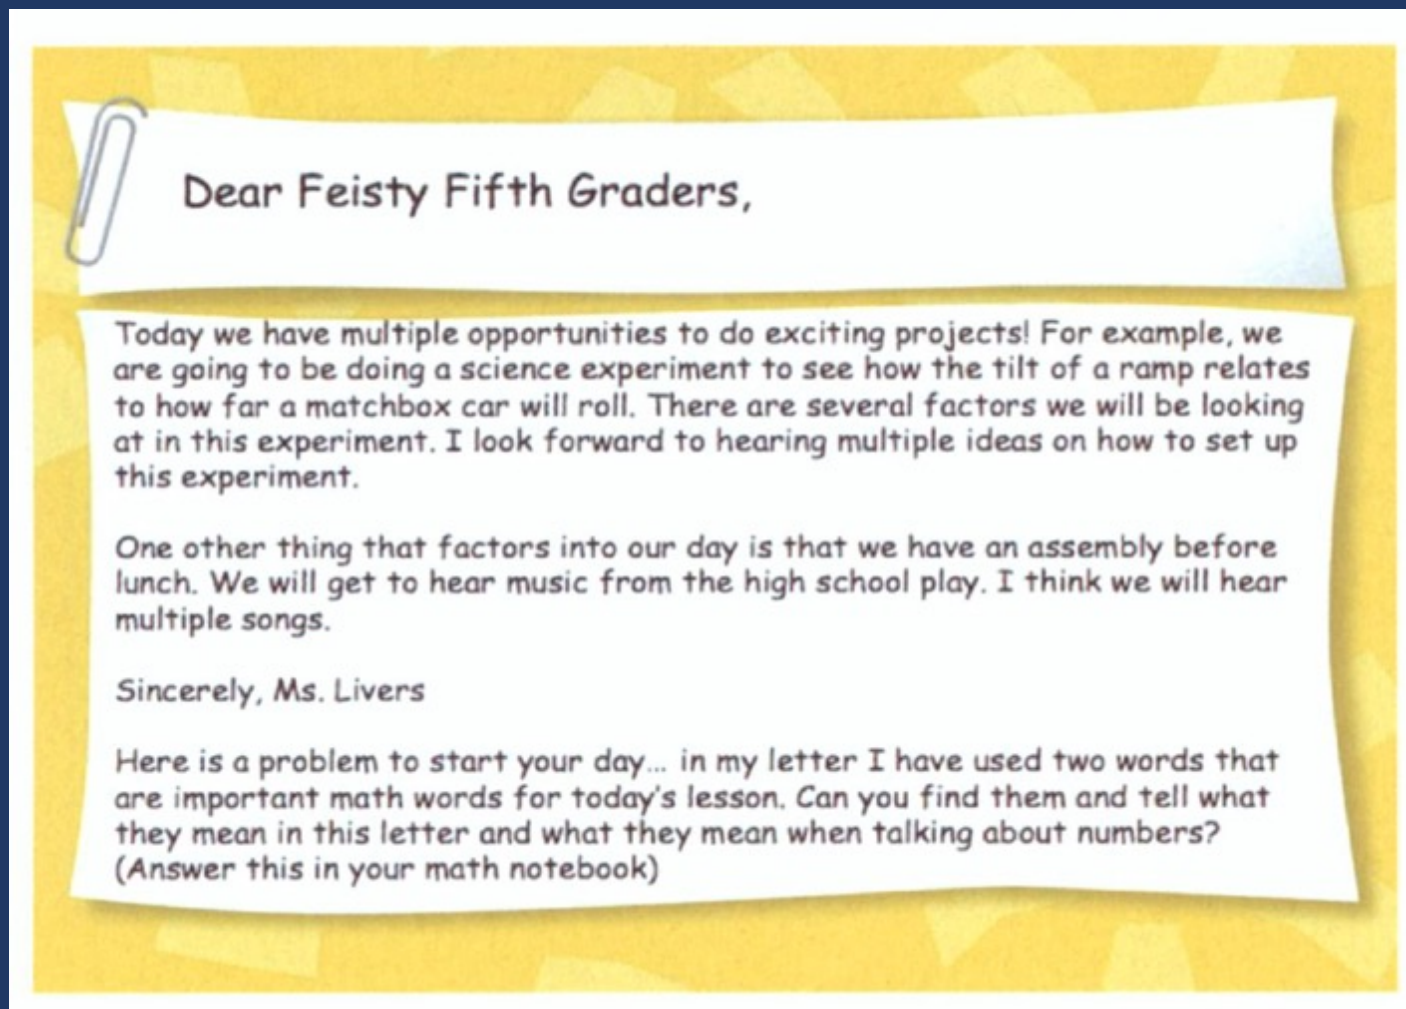 Dear Feisty Fifth Graders,
Today we have multiple opportunities to do exciting projects! For example, we
are going to be doing a science experiment to see how the tilt of a ramp relates
to how far a matchbox car will roll. There are several factors we will be looking
at in this experiment. I look forward to hearing multiple ideas on how to set up
this experiment.
One other thing that factors into our day is that we have an assembly before
lunch. We will get to hear music from the high school play. I think we will hear
multiple songs.
Sincerely, Ms. Livers
Here is a problem to start your day... in my letter I have used two words that
are important math words for today's lesson. Can you find them and tell what
they mean in this letter and what they mean when talking about numbers?
(Answer this in your math notebook)